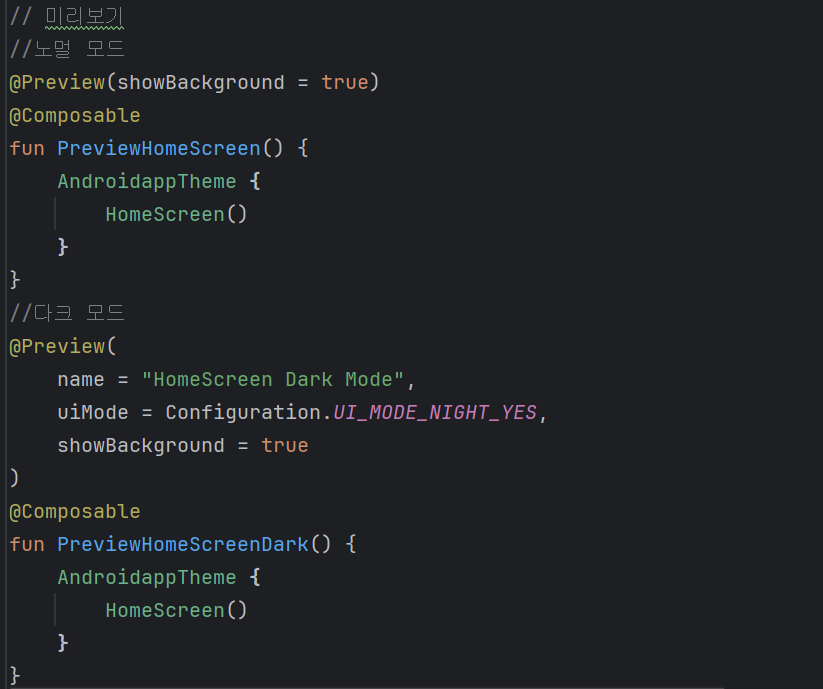 // 미리보기
//노멀 모드
@Preview(showBackground = true)
@Composable
fun PreviewHomeScreen() {
    AndroidappTheme {
        HomeScreen()
    }
}
//다크 모드
@Preview(
    name = "HomeScreen Dark Mode",
    uiMode = Configuration.UI_MODE_NIGHT_YES,
    showBackground = true
)
@Composable
fun PreviewHomeScreenDark() {
    AndroidappTheme {
        HomeScreen()
    }
}